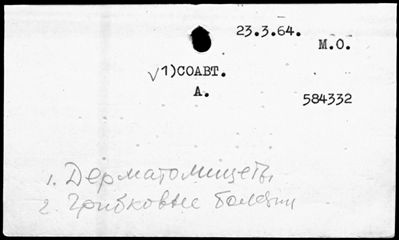 23.3.64.
М.О.
√1)СОАВТ.
А.
584332
1. Дерматомицеты
2. Грибковые болезни